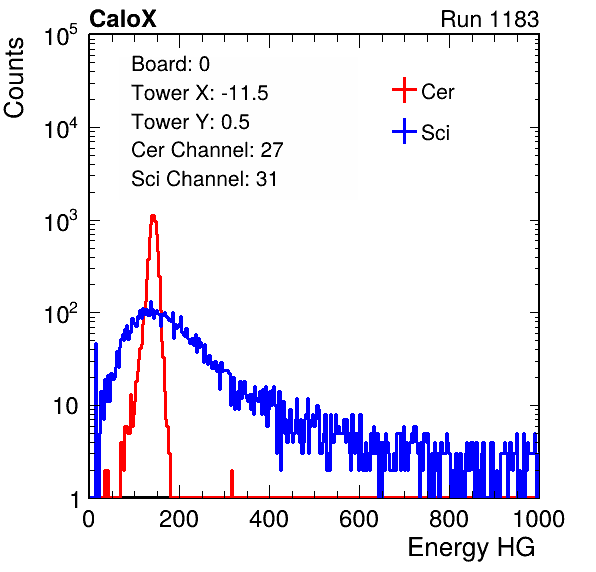 CaloX Run 1183
Counts
10^5
10^4
10^3
10^2
10
1
Board: 0
Tower X: -11.5
Tower Y: 0.5
Cer Channel: 27
Sci Channel: 31
Cer
Sci
0 200 400 600 800 1000
Energy HG